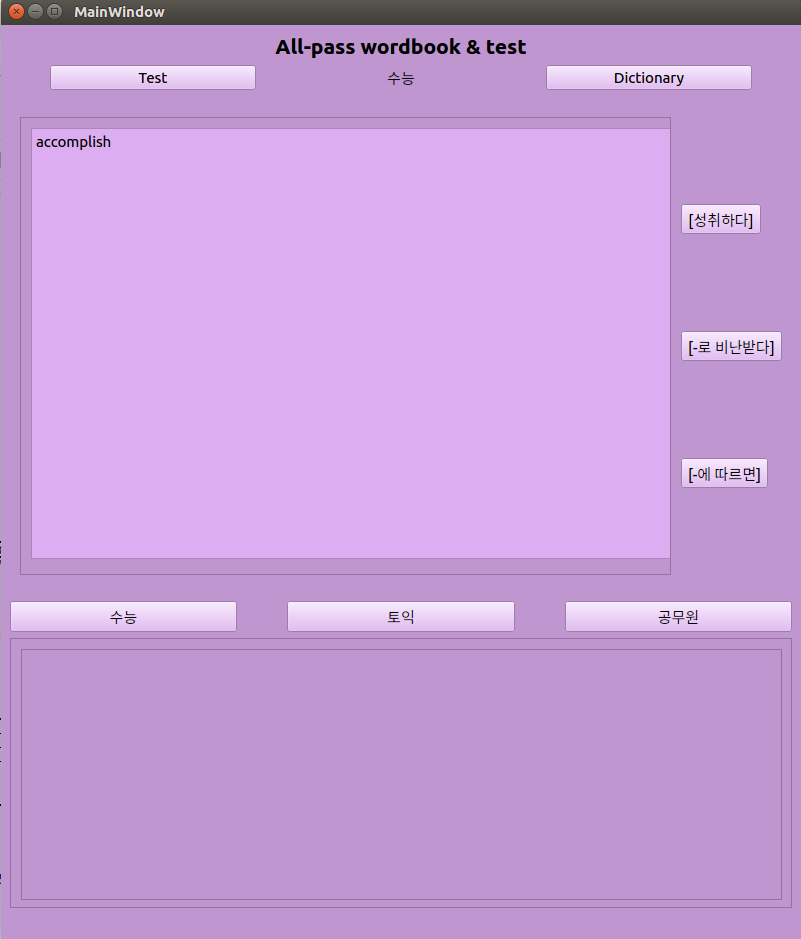 MainWindow
All-pass wordbook & test
Test 수능 Dictionary
accomplish
[성취하다]
[-로 비난받다]
[-에 따르면]
수능 토익 공무원